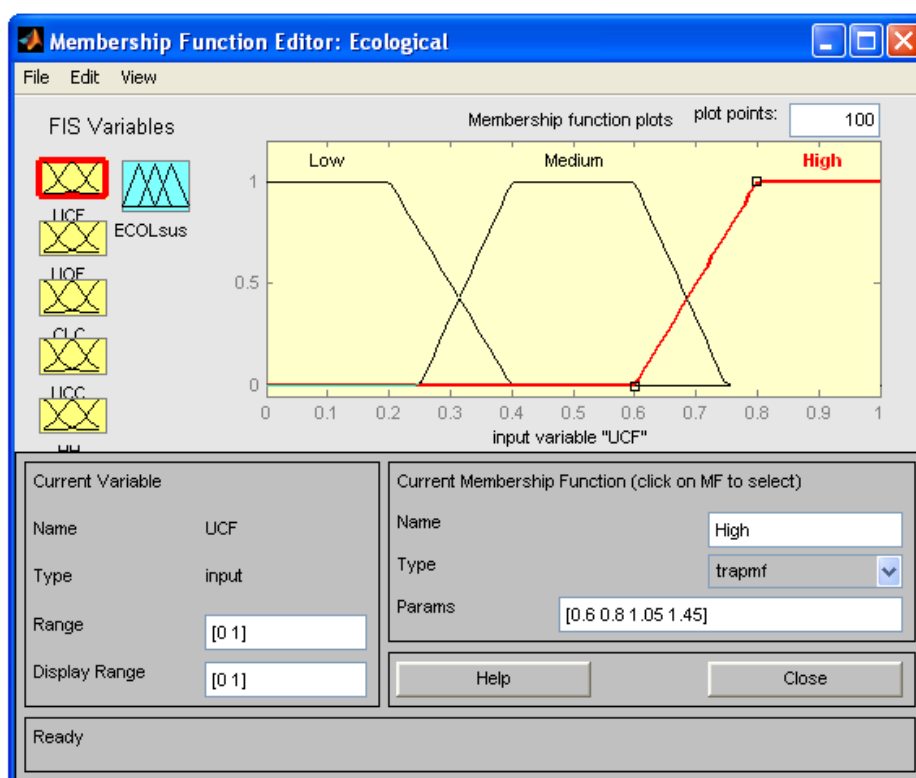 Membership Function Editor: Ecological
File Edit View
FIS Variables
Membership function plots plot points: 100
UCF
ECOLsus
UOF
CLC
UCC
Low Medium High
1
0.5
0
0 0.1 0.2 0.3 0.4 0.5 0.6 0.7 0.8 0.9 1
input variable "UCF"
Current Variable
Name UCF
Type input
Range [0 1]
Display Range [0 1]
Current Membership Function (click on MF to select)
Name High
Type trapmf
Params [0.6 0.8 1.05 1.45]
Help Close
Ready